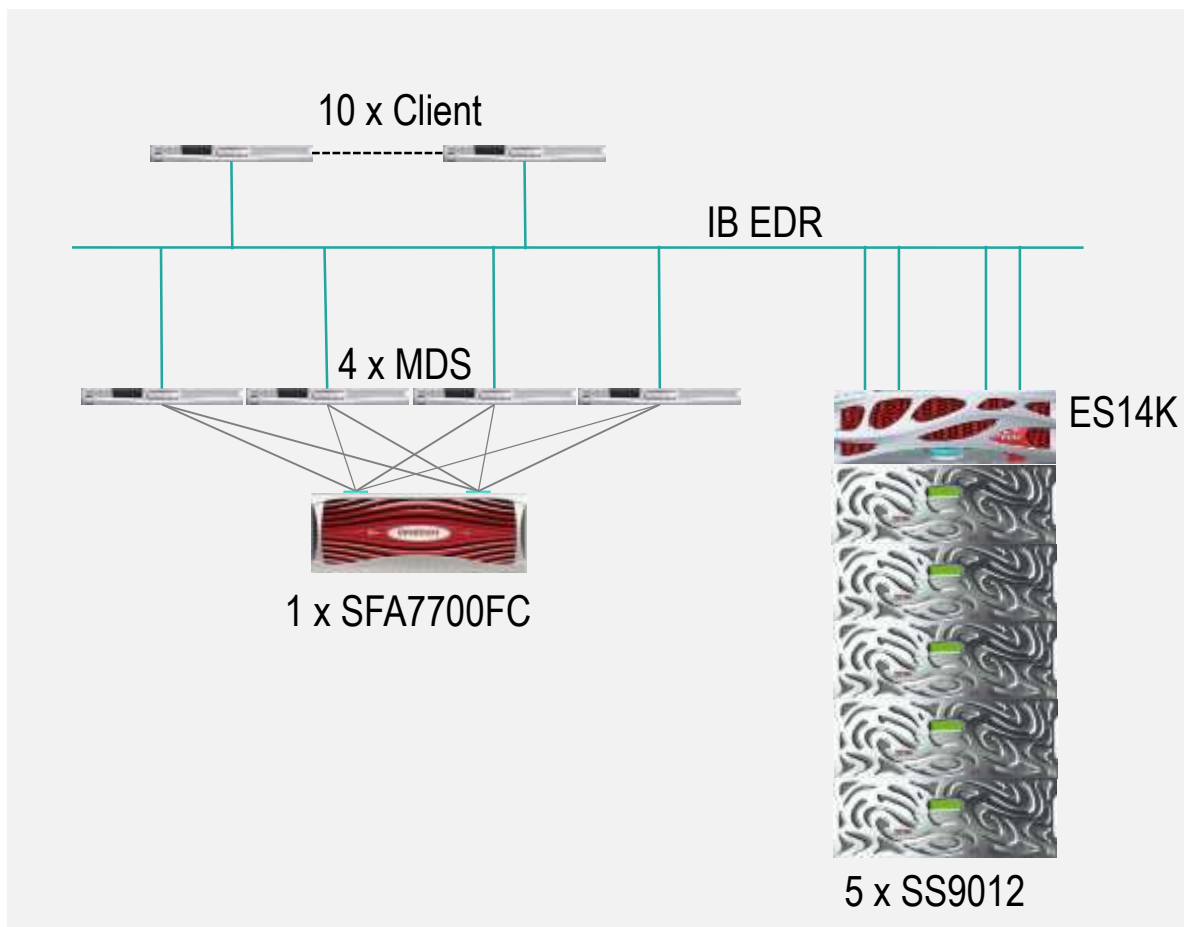 10 x Client
IB EDR
4 x MDS
ES14K
1 x SFA7700FC
5 x SS9012